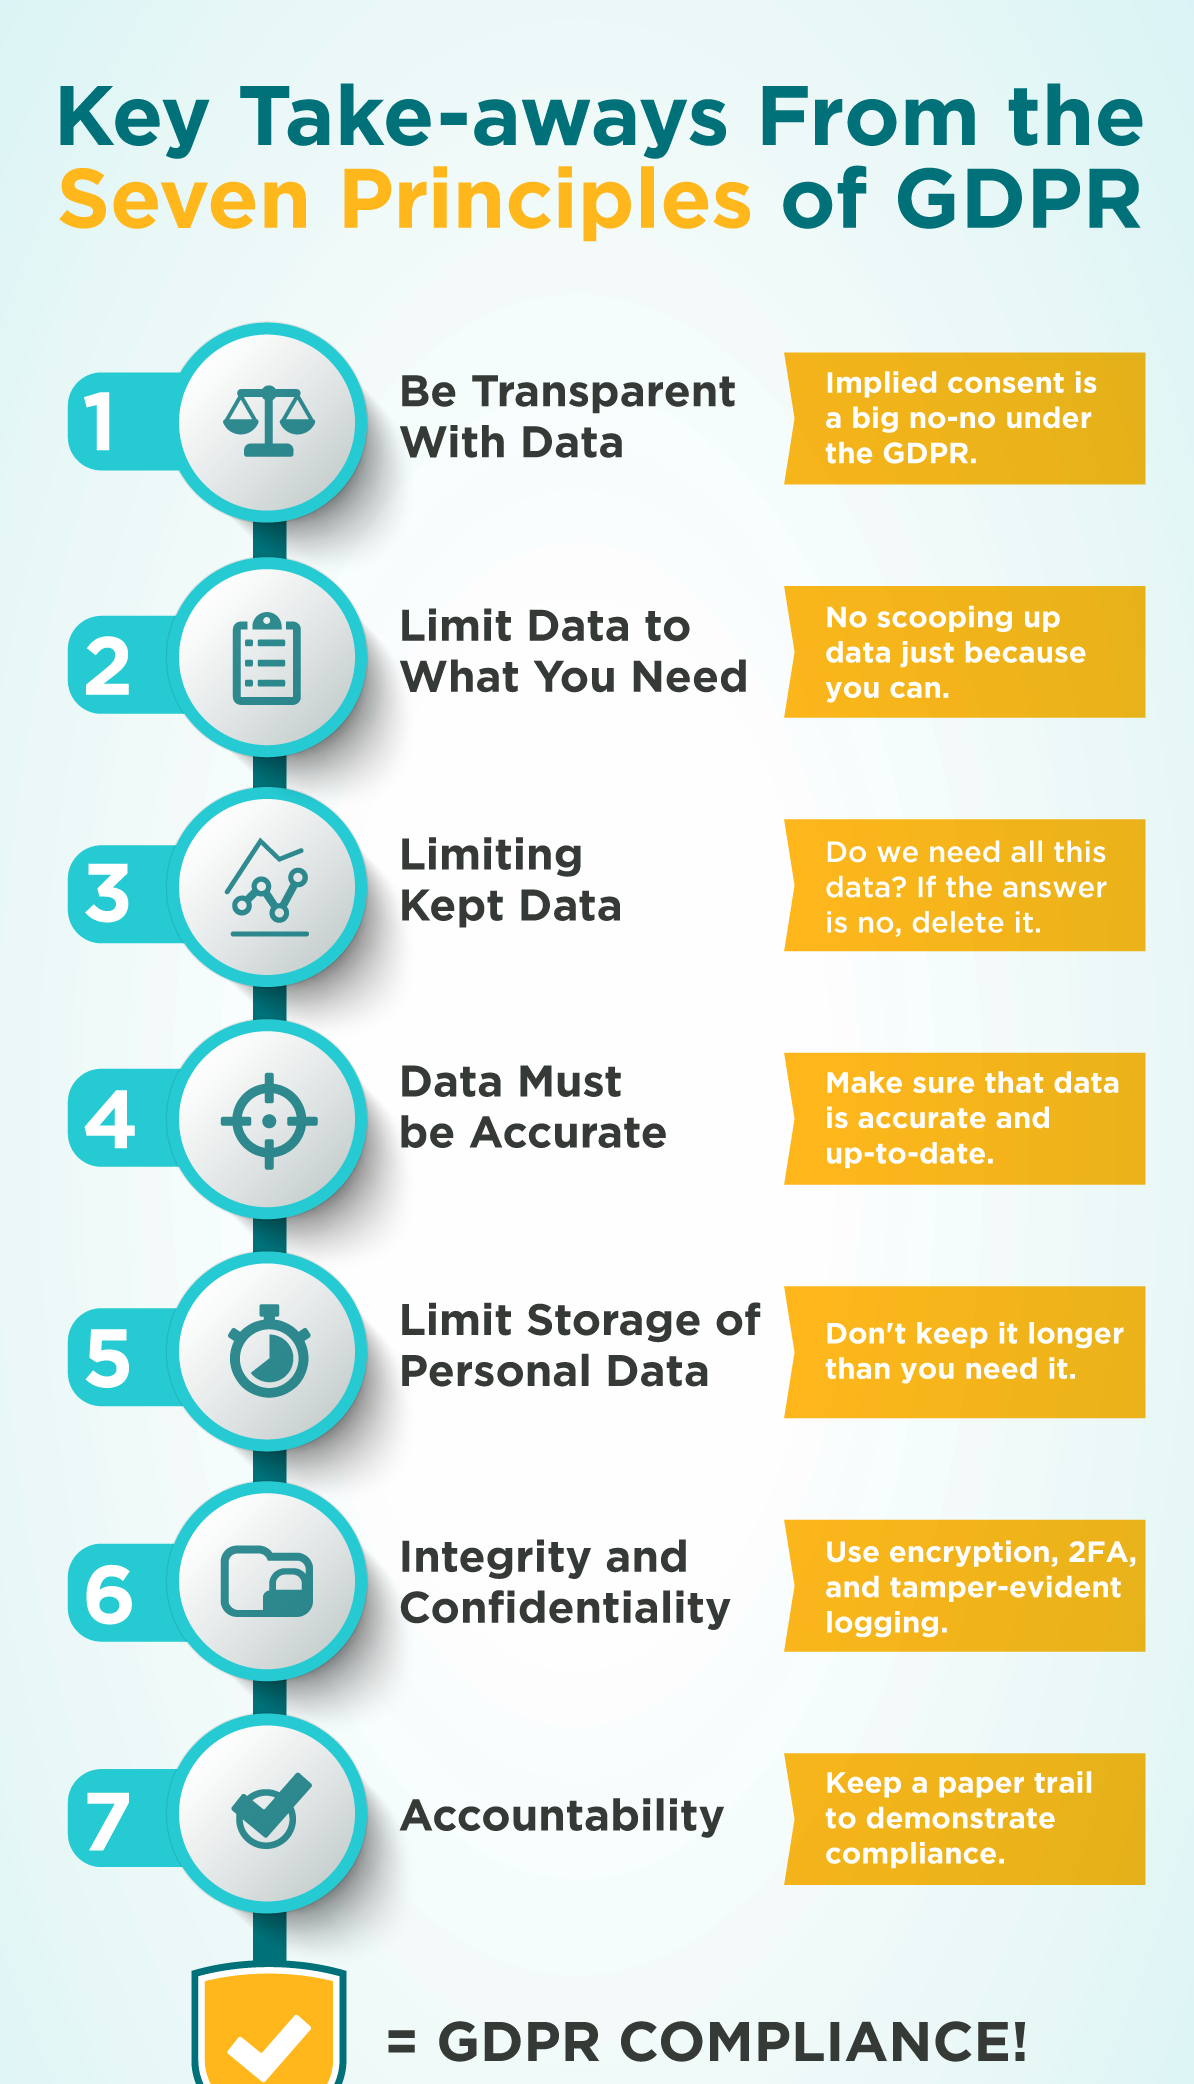 Key Take-aways From the
Seven Principles of GDPR
1
Be Transparent
With Data
Implied consent is
a big no-no under
the GDPR.
2
Limit Data to
What You Need
No scooping up
data just because
you can.
3
Limiting
Kept Data
Do we need all this
data? If the answer
is no, delete it.
4
Data Must
be Accurate
Make sure that data
is accurate and
up-to-date.
5
Limit Storage of
Personal Data
Don't keep it longer
than you need it.
6
Integrity and
Confidentiality
Use encryption, 2FA,
and tamper-evident
logging.
7
Accountability
Keep a paper trail
to demonstrate
compliance.
= GDPR COMPLIANCE!